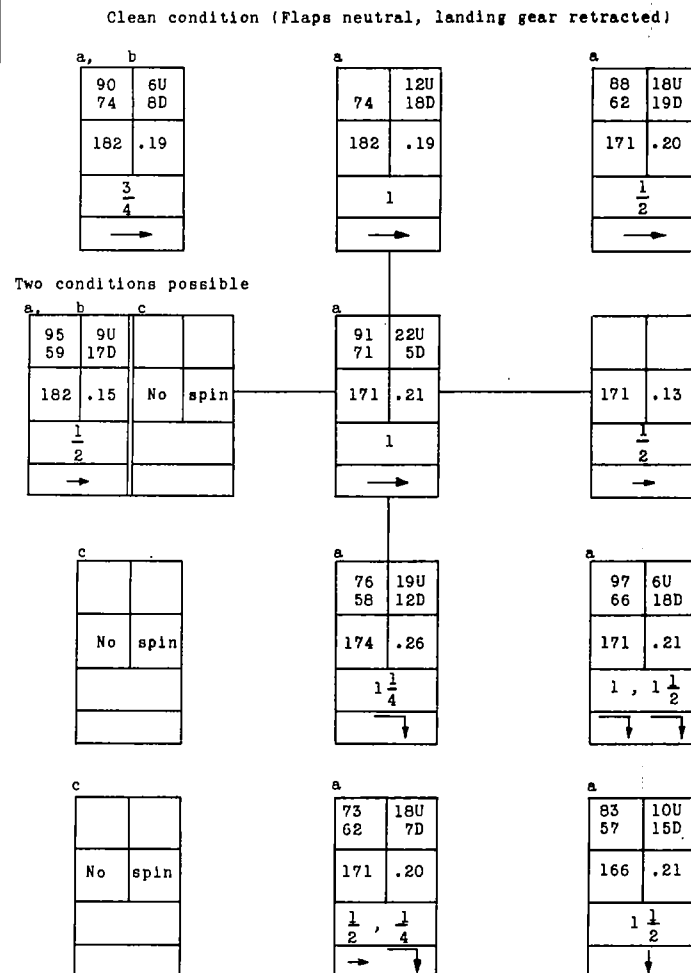 Clean condition (Flaps neutral, landing gear retracted)
a, b a a
90 6U 12U 88 18U
74 8D 74 18D 62 19D
182 .19 182 .19 171 .20
3/4 1 1/2
→ → →
Two conditions possible
a, b c a
95 9U 91 22U
59 17D 71 5D
182 .15 No spin 171 .21 171 .13
1/2 1 1/2
→ → →
c a a
76 19U 97 6U
58 12D 66 18D
No spin 174 .26 171 .21
1 1/4 1 , 1 1/2
c a a
73 18U 83 10U
62 7D 57 15D
No spin 171 .20 166 .21
1/2 , 1/4 1 1/2
→ ↓